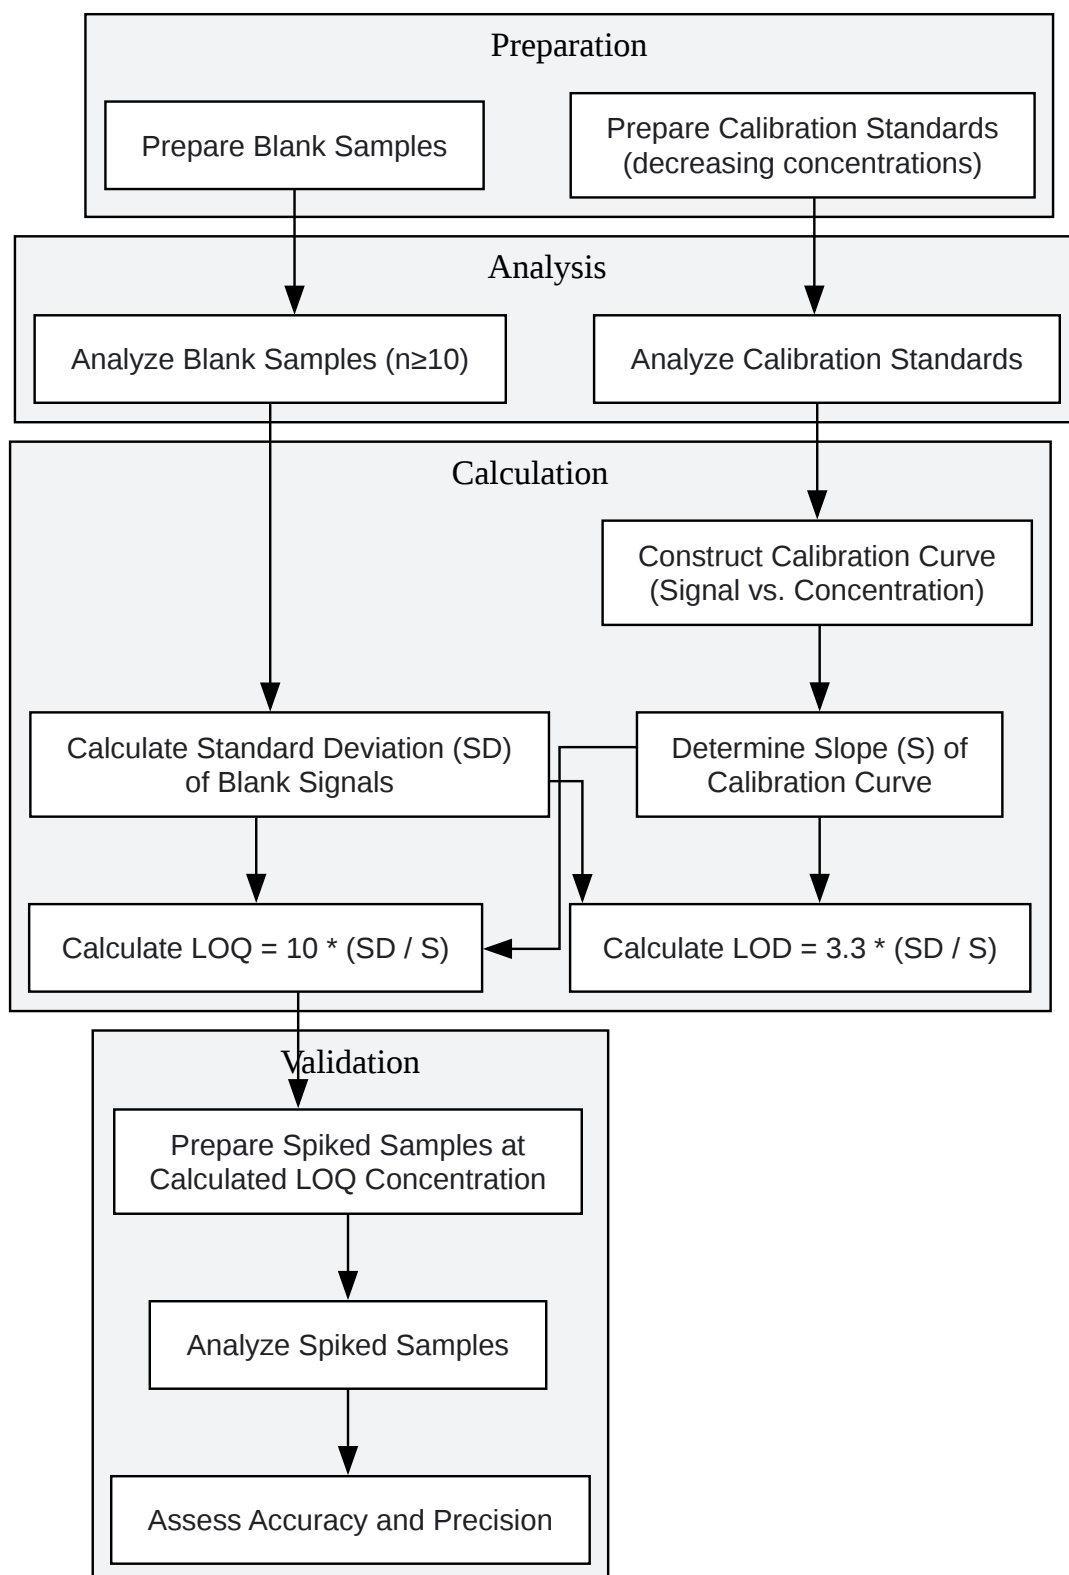 Preparation
Prepare Blank Samples
Prepare Calibration Standards
(decreasing concentrations)
Analysis
Analyze Blank Samples (n≥10)
Analyze Calibration Standards
Calculation
Construct Calibration Curve
(Signal vs. Concentration)
Calculate Standard Deviation (SD)
of Blank Signals
Determine Slope (S) of
Calibration Curve
Calculate LOQ = 10 * (SD / S)
Calculate LOD = 3.3 * (SD / S)
Validation
Prepare Spiked Samples at
Calculated LOQ Concentration
Analyze Spiked Samples
Assess Accuracy and Precision